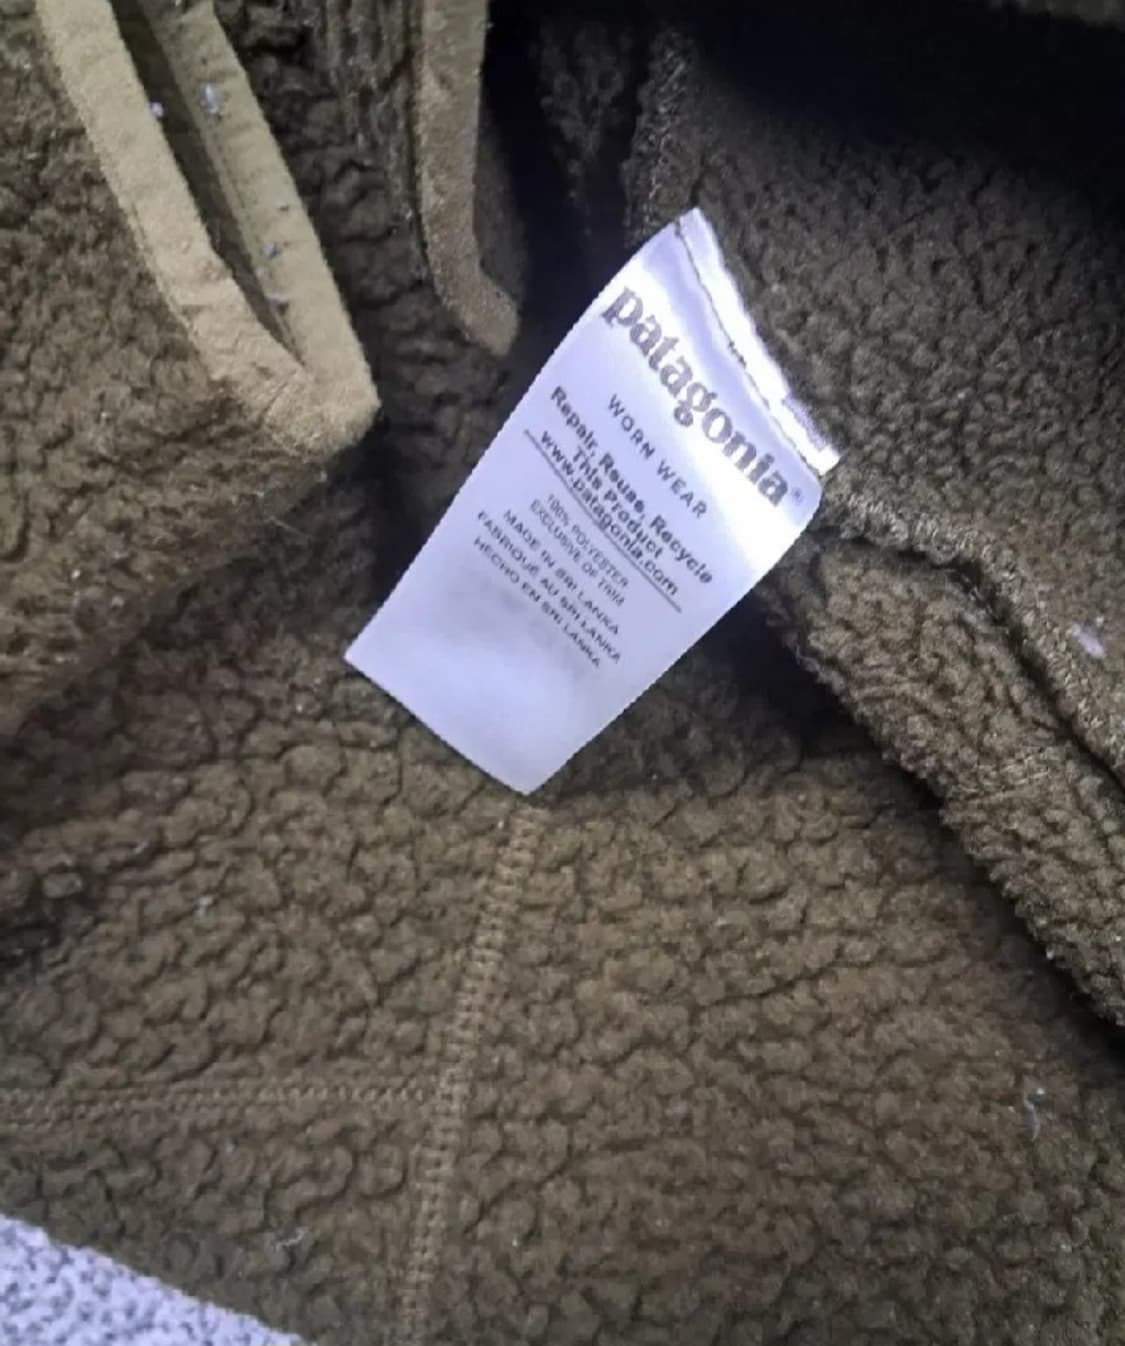 patagonia®
WORN WEAR
Repair, Reuse, Recycle
This Product
www.patagonia.com
100% POLYESTER
EXCLUSIVE OF TRIM
MADE IN SRI LANKA
FABRIQUÉ AU SRI LANKA
HECHO EN SRI LANKA